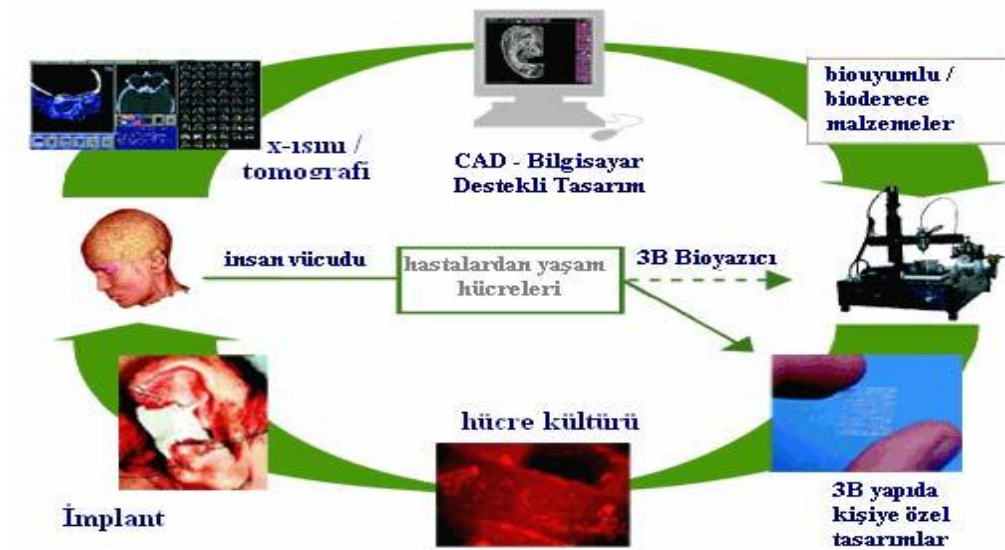 x-ısını /
tomografi
CAD - Bilgisayar
Destekli Tasarım
biouyumlu /
bioderece
malzemeler
insan vücudu
hastalardan yaşam
hücreleri
3B Bioyazıcı
hücre kültürü
İmplant
3B yapıda
kişiye özel
tasarımlar